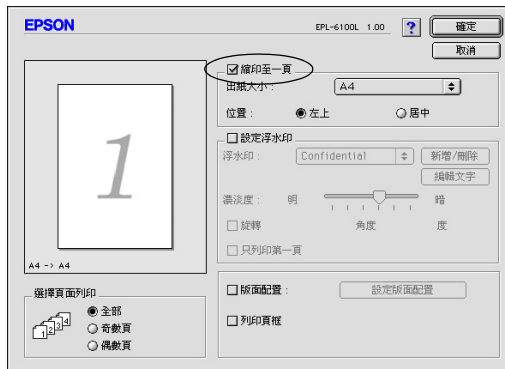 EPSON
EPL-6100L 1.00
?
確定
取消
縮印至一頁
出紙大小:
A4
位置:
左上
居中
設定浮水印
浮水印:
Confidential
新增/刪除
編輯文字
濃淡度:
明
暗
旋轉
角度
度
只列印第一頁
1
A4 -> A4
選擇頁面列印
1 2 3 4
全部
奇數頁
偶數頁
版面配置:
設定版面配置
列印頁框